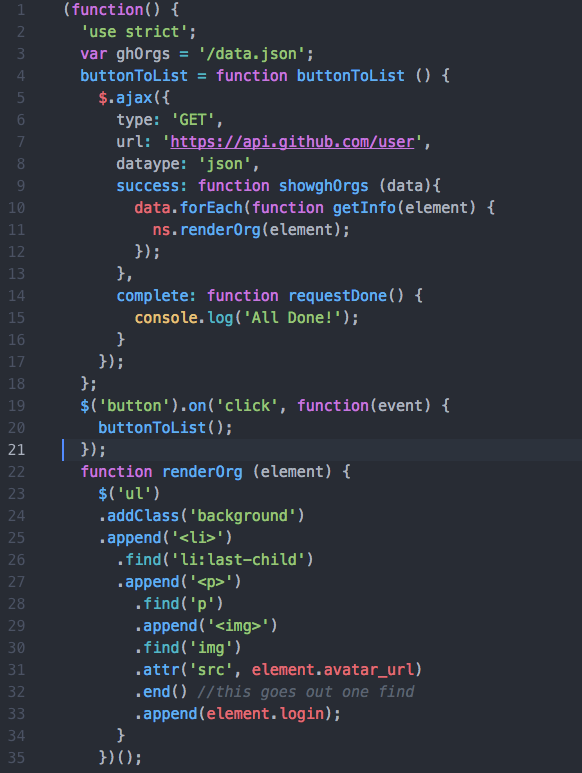 1 (function() {
2 'use strict';
3 var ghOrgs = '/data.json';
4 buttonToList = function buttonToList () {
5 $.ajax({
6 type: 'GET',
7 url: 'https://api.github.com/user',
8 dataype: 'json',
9 success: function showghOrgs (data){
10 data.forEach(function getInfo(element) {
11 ns.renderOrg(element);
12 });
13 },
14 complete: function requestDone() {
15 console.log('All Done!');
16 }
17 });
18 };
19 $('button').on('click', function(event) {
20 buttonToList();
21 });
22 function renderOrg (element) {
23 $('ul')
24 .addClass('background')
25 .append('<li>')
26 .find('li:last-child')
27 .append('<p>')
28 .find('p')
29 .append('<img>')
30 .find('img')
31 .attr('src', element.avatar_url)
32 .end() //this goes out one find
33 .append(element.login);
34 }
35 })();